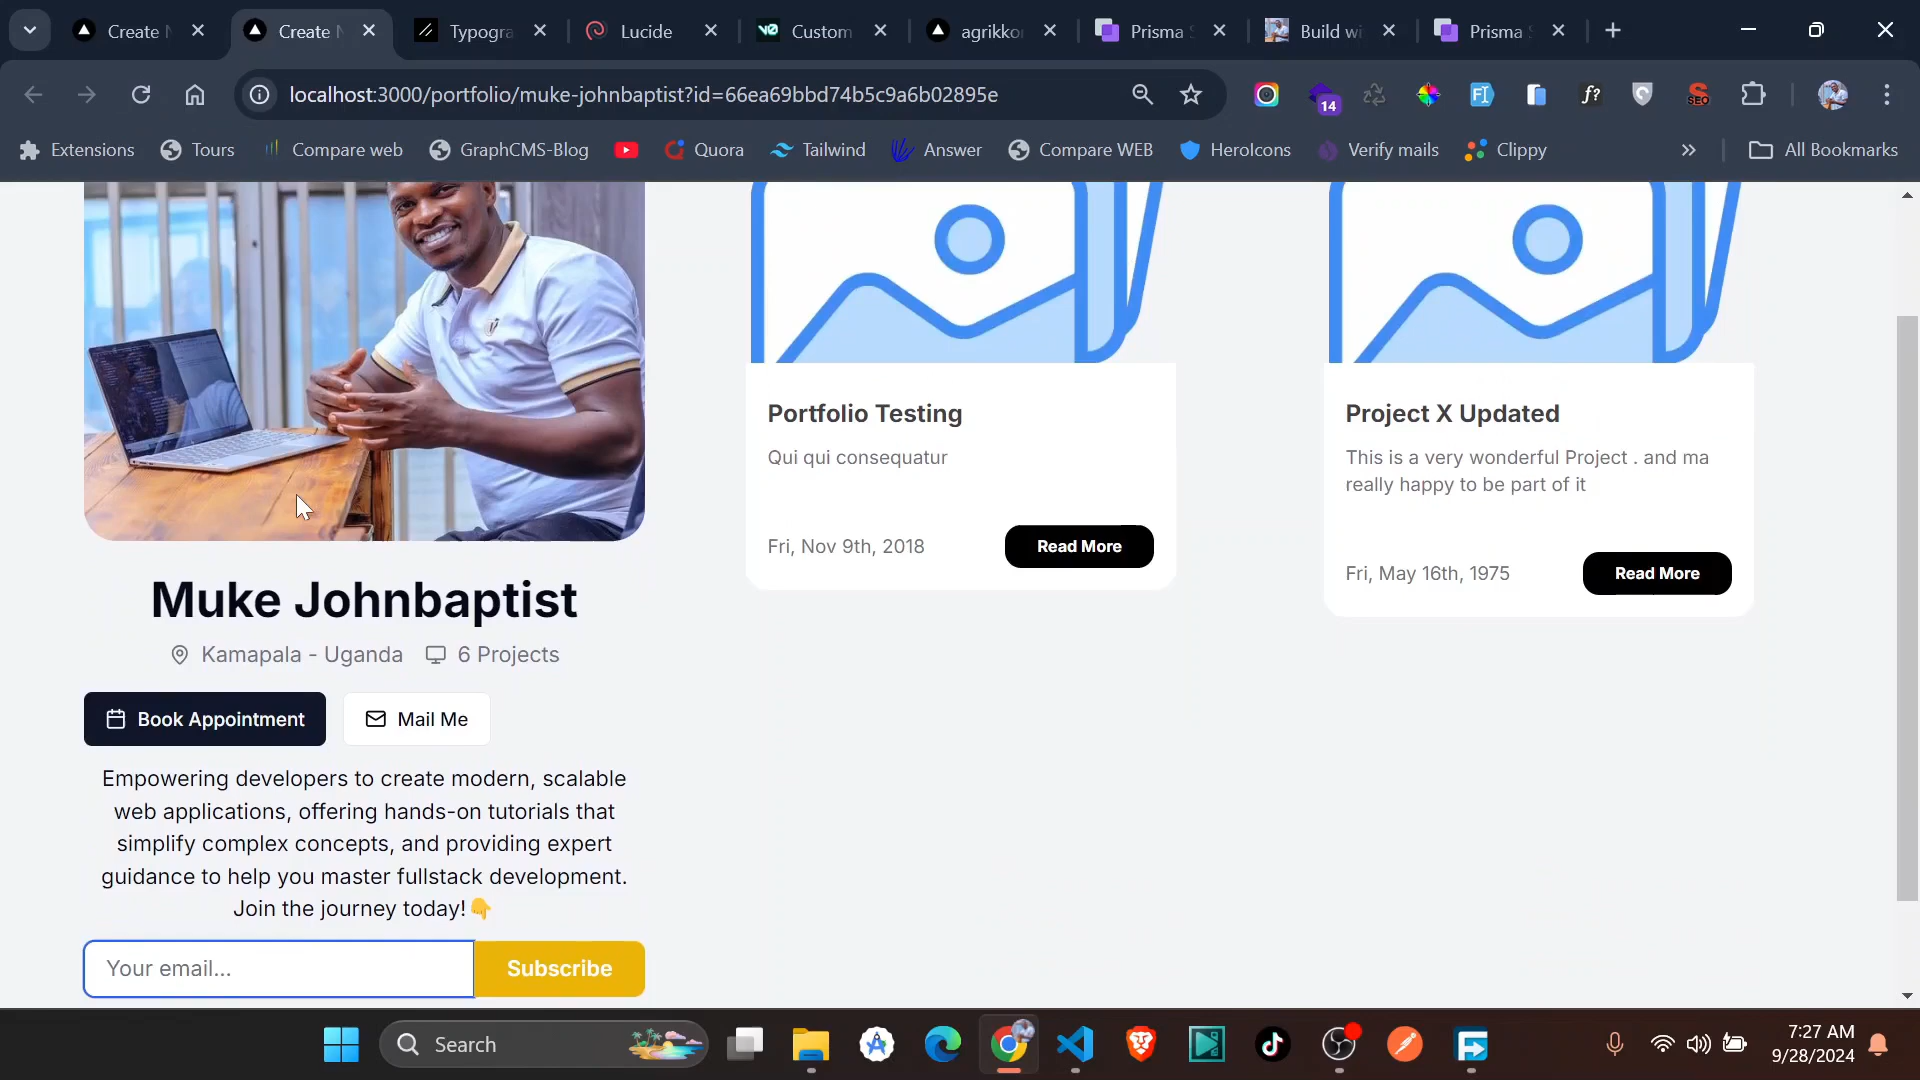 Create N
Create N
Typogra
Lucide
Custom
agrikko
Prisma S
Build wi
Prisma S
localhost:3000/portfolio/muke-johnbaptist?id=66ea69bbd74b5c9a6b02895e
14
f?
SEO
Extensions
Tours
Compare web
GraphCMS-Blog
Quora
Tailwind
Answer
Compare WEB
HeroIcons
Verify mails
Clippy
All Bookmarks
Portfolio Testing
Qui qui consequatur
Fri, Nov 9th, 2018
Read More
Project X Updated
This is a very wonderful Project . and ma
really happy to be part of it
Fri, May 16th, 1975
Read More
Muke Johnbaptist
Kamapala - Uganda
6 Projects
Book Appointment
Mail Me
Empowering developers to create modern, scalable
web applications, offering hands-on tutorials that
simplify complex concepts, and providing expert
guidance to help you master fullstack development.
Join the journey today!👇
Your email...
Subscribe
Search
7:27 AM
9/28/2024